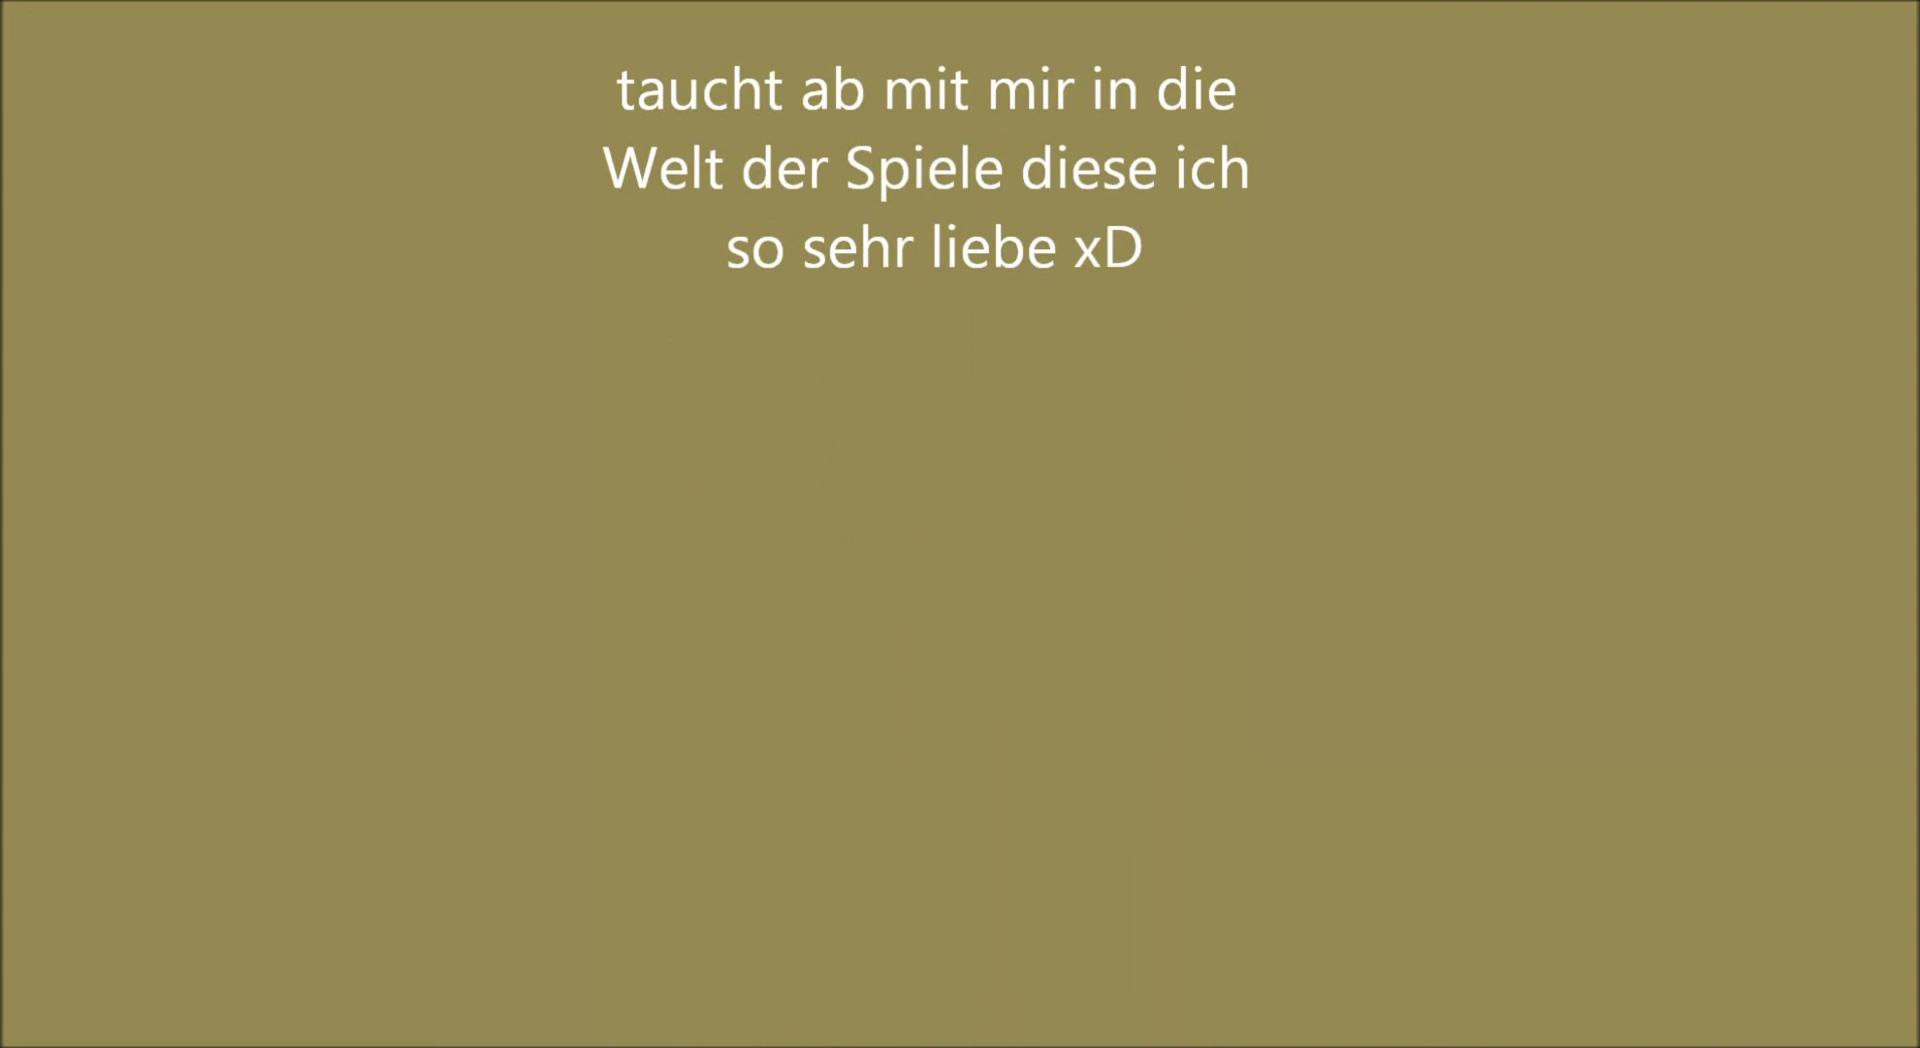 taucht ab mit mir in die
Welt der Spiele diese ich
so sehr liebe xD